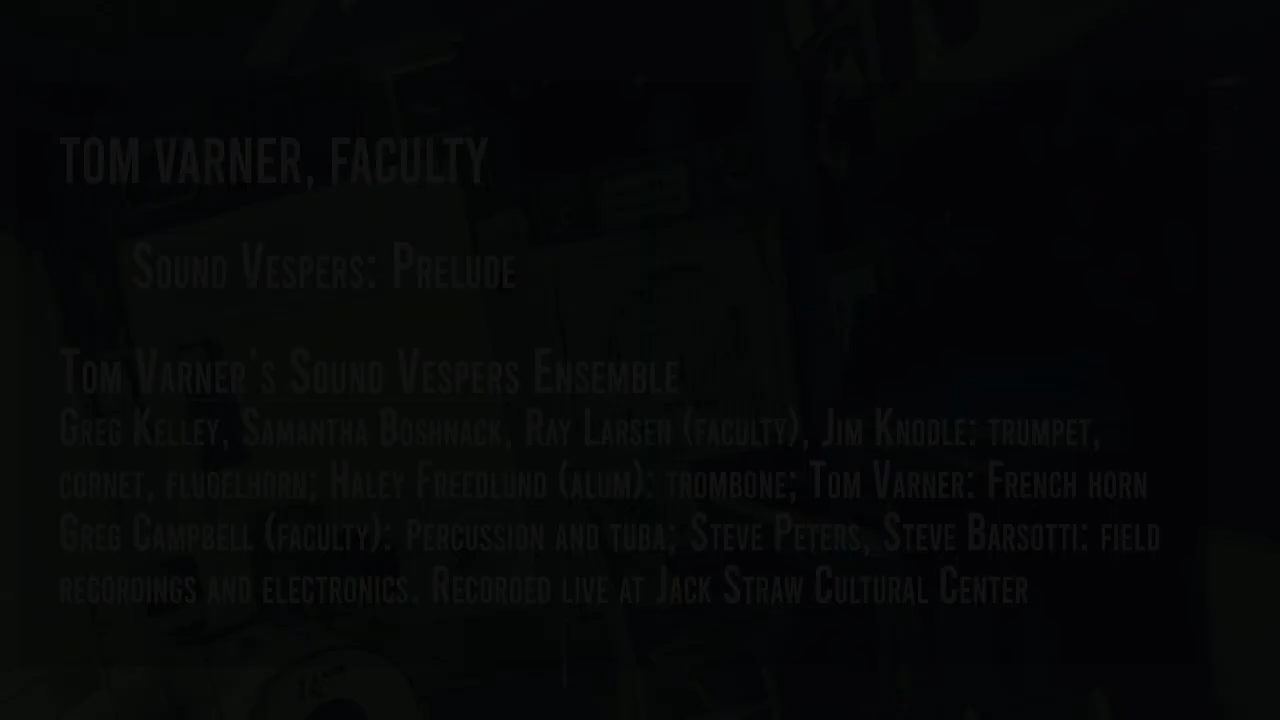 TOM VARNER, FACULTY
SOUND VESPERS: PRELUDE
TOM VARNER'S SOUND VESPERS ENSEMBLE
GREG KELLEY, SAMANTHA BOSHNACK, RAY LARSEN (FACULTY), JIM KNODLE: TRUMPET,
CORNET, FLUGELHORN; HALEY FREEDLUND (ALUM): TROMBONE; TOM VARNER: FRENCH HORN
GREG CAMPBELL (FACULTY): PERCUSSION AND TUBA; STEVE PETERS, STEVE BARSOTTI: FIELD
RECORDINGS AND ELECTRONICS. RECORDED LIVE AT JACK STRAW CULTURAL CENTER